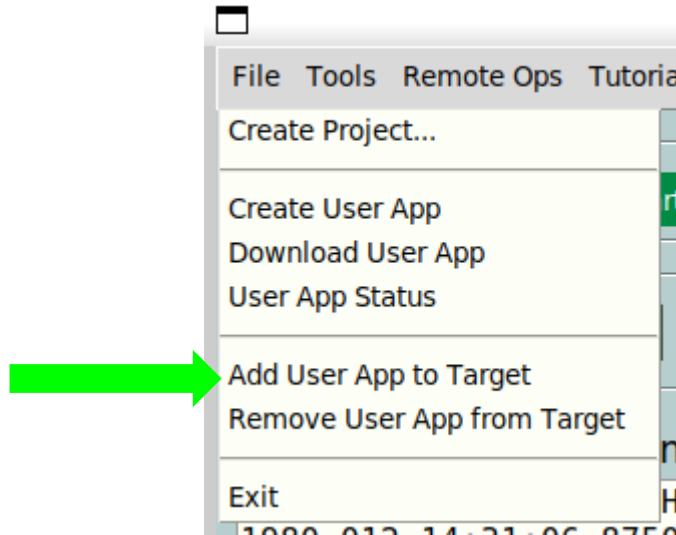 File Tools Remote Ops
Create Project...
Create User App
Download User App
User App Status
Add User App to Target
Remove User App from Target
Exit